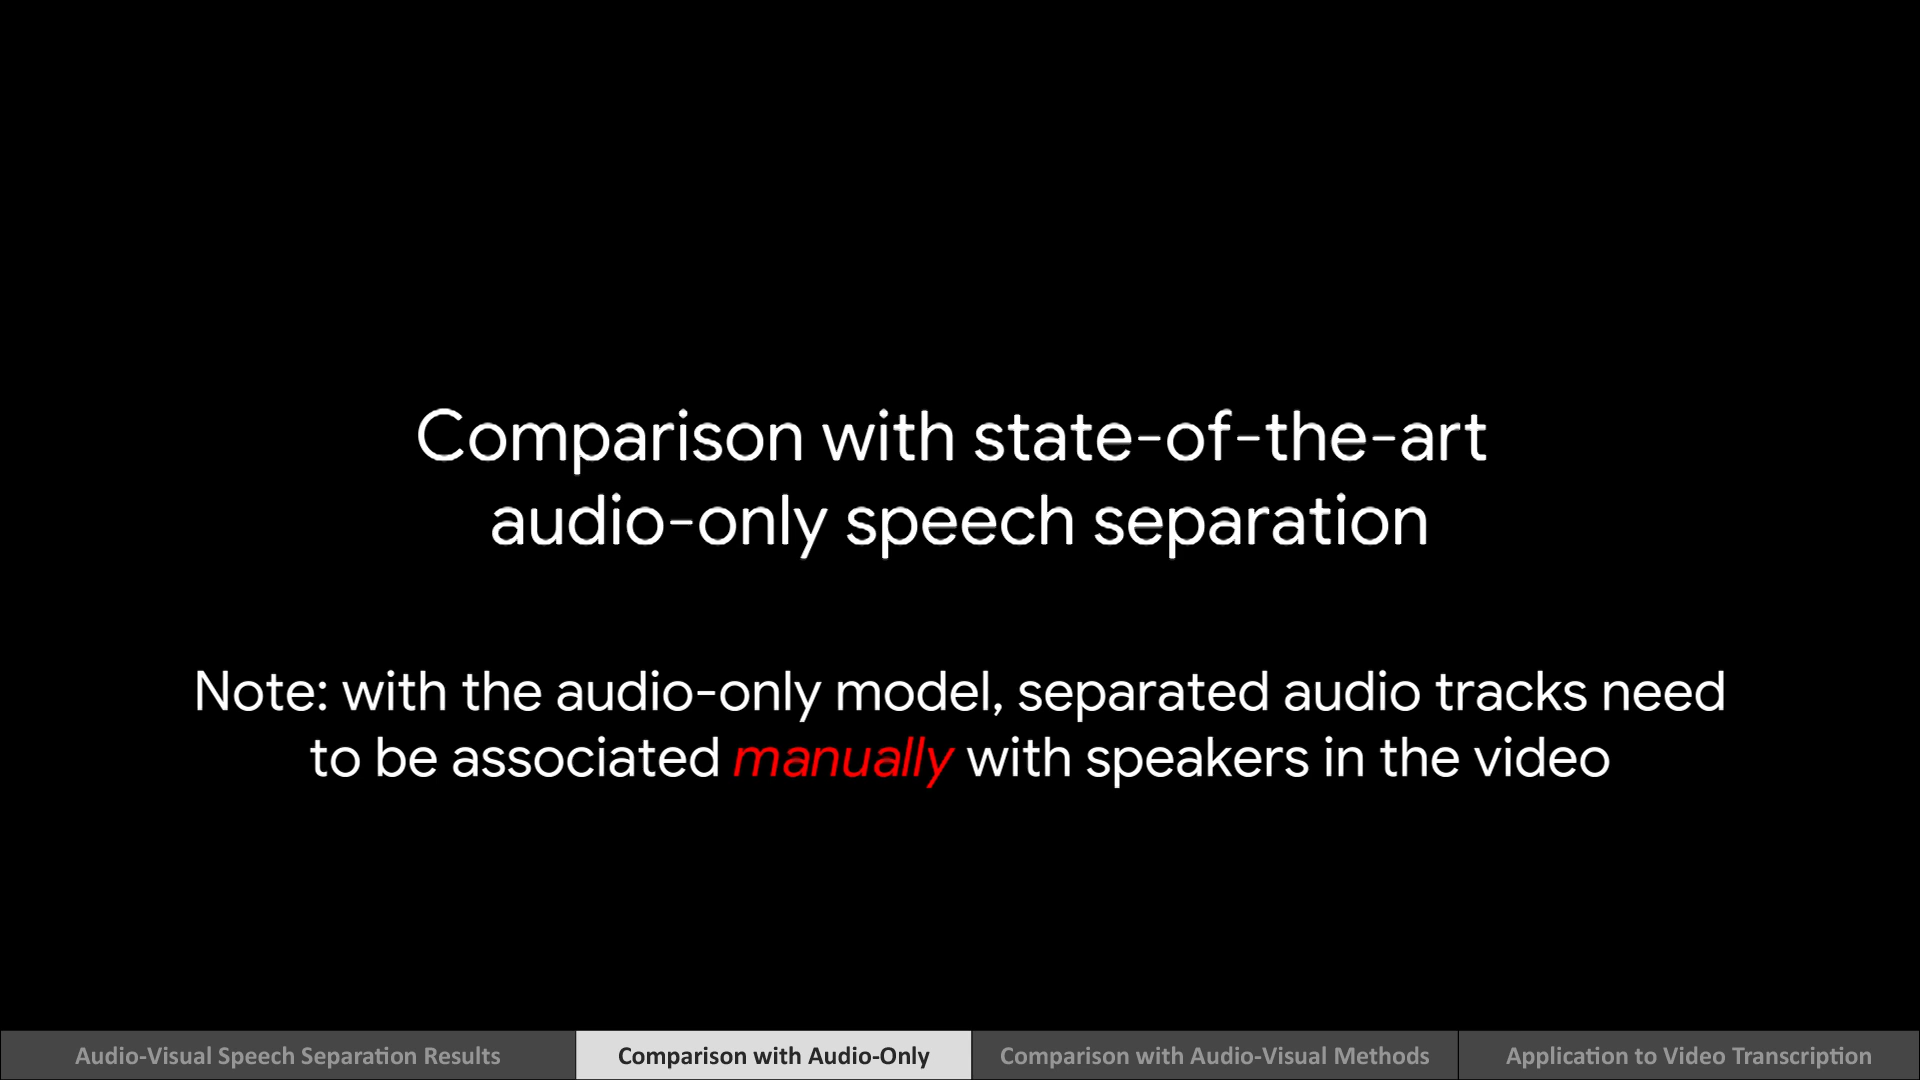 Comparison with state-of-the-art
audio-only speech separation
Note: with the audio-only model, separated audio tracks need
to be associated manually with speakers in the video
Audio-Visual Speech Separation Results
Comparison with Audio-Only
Comparison with Audio-Visual Methods
Application to Video Transcription